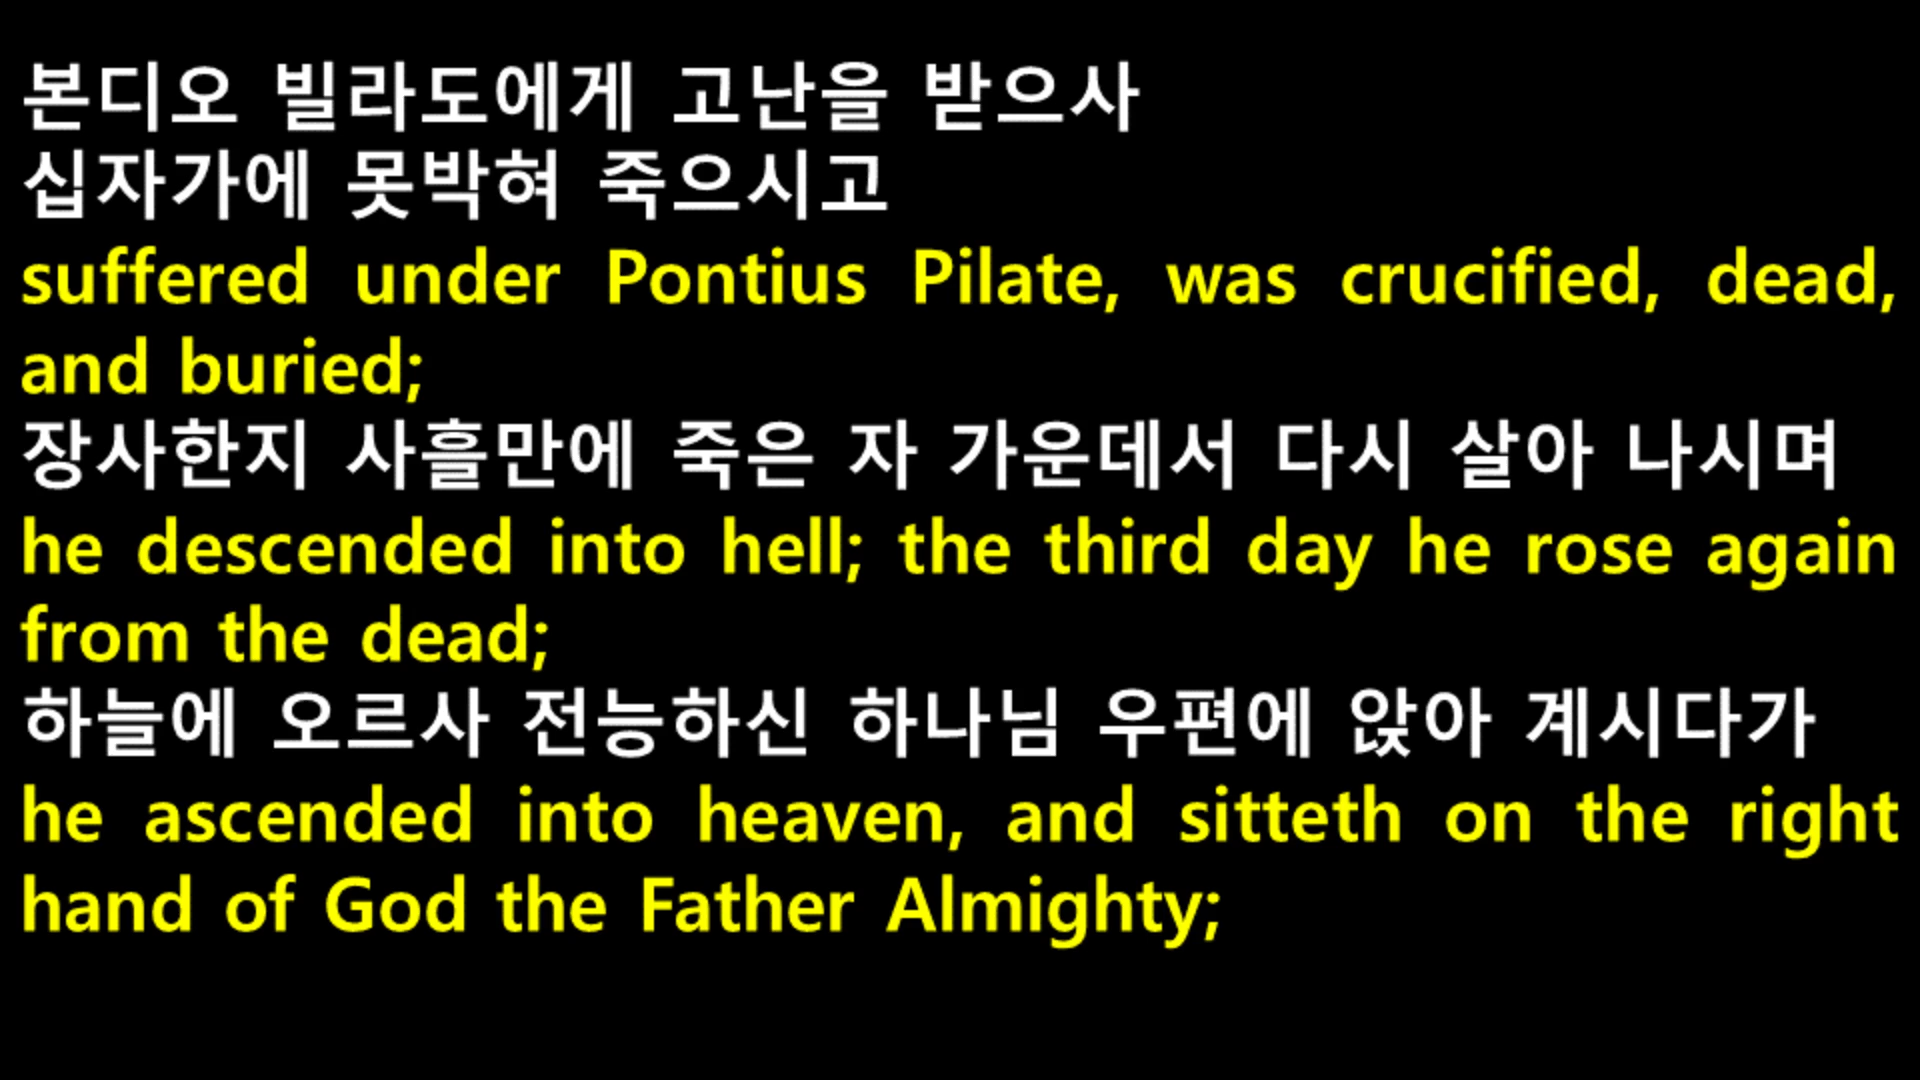 본디오 빌라도에게 고난을 받으사
십자가에 못박혀 죽으시고
suffered under Pontius Pilate, was crucified, dead,
and buried;
장사한지 사흘만에 죽은 자 가운데서 다시 살아 나시며
he descended into hell; the third day he rose again
from the dead;
하늘에 오르사 전능하신 하나님 우편에 앉아 계시다가
he ascended into heaven, and sitteth on the right
hand of God the Father Almighty;